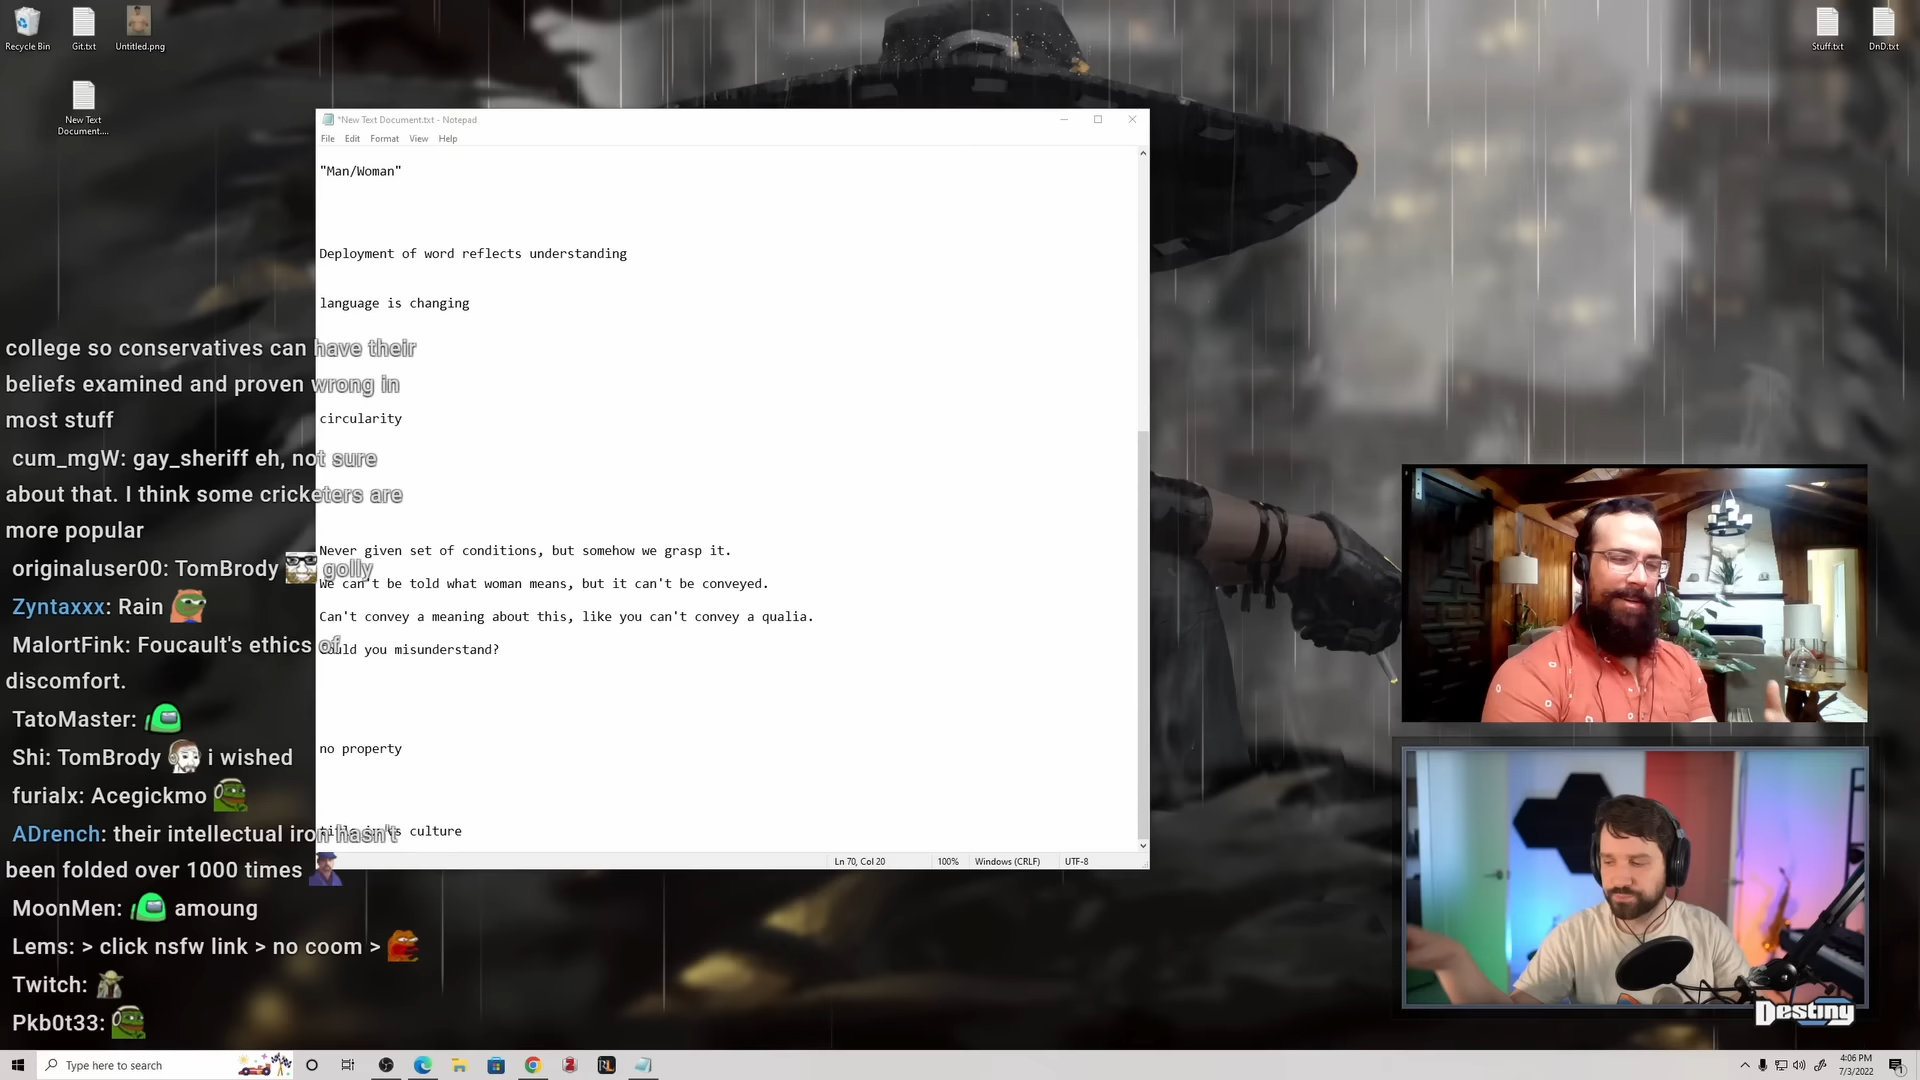 Recycle Bin
Git.txt
Untitled.png
New Text
Document....
Stuff.txt
DnD.txt
*New Text Document.txt - Notepad
File Edit Format View Help
"Man/Woman"
Deployment of word reflects understanding
language is changing
circularity
Never given set of conditions, but somehow we grasp it.
We can't be told what woman means, but it can't be conveyed.
Can't convey a meaning about this, like you can't convey a qualia.
you misunderstand?
no property
culture
Ln 70, Col 20 100% Windows (CRLF) UTF-8
college so conservatives can have their
beliefs examined and proven wrong in
most stuff
cum_mgW: gay_sheriff eh, not sure
about that. I think some cricketers are
more popular
originaluser00: TomBrody golly
Zyntaxxx: Rain
MalortFink: Foucault's ethics of
discomfort.
TatoMaster:
Shi: TomBrody i wished
furialx: Acegickmo
ADrench: their intellectual iron hasn't
been folded over 1000 times
MoonMen: amoung
Lems: > click nsfw link > no coom >
Twitch:
Pkb0t33:
Destiny
Type here to search
RL
4:06 PM
7/3/2022